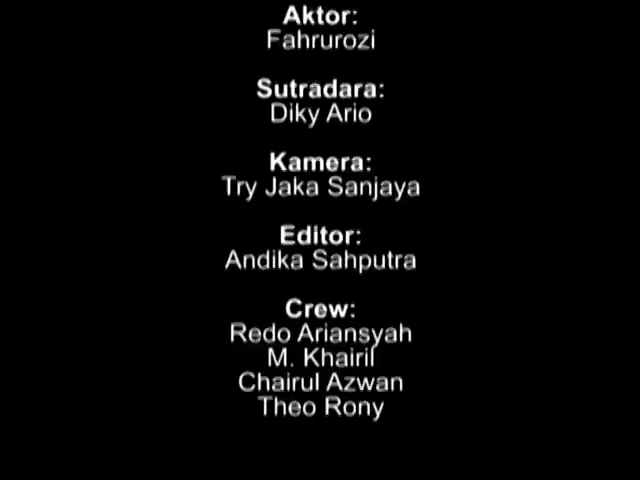 Aktor:
Fahrurozi
Sutradara:
Diky Ario
Kamera:
Try Jaka Sanjaya
Editor:
Andika Sahputra
Crew:
Redo Ariansyah
M. Khairil
Chairul Azwan
Theo Rony